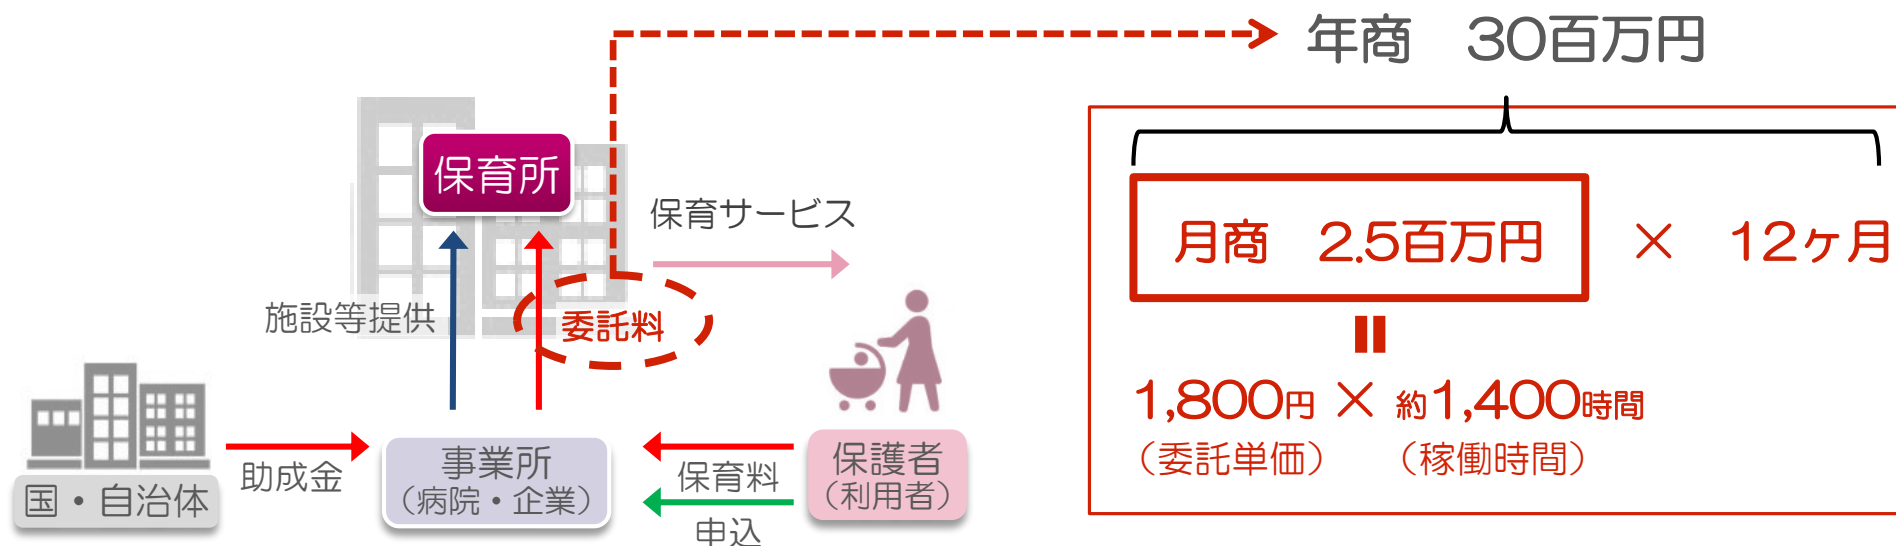 年商　30百万円
保育所
保育サービス
月商　2.5百万円　×　12ヶ月
施設等提供
委託料
=
1,800円 × 約1,400時間
（委託単価）　（稼働時間）
国・自治体
助成金
事業所
（病院・企業）
保育料
申込
保護者
（利用者）